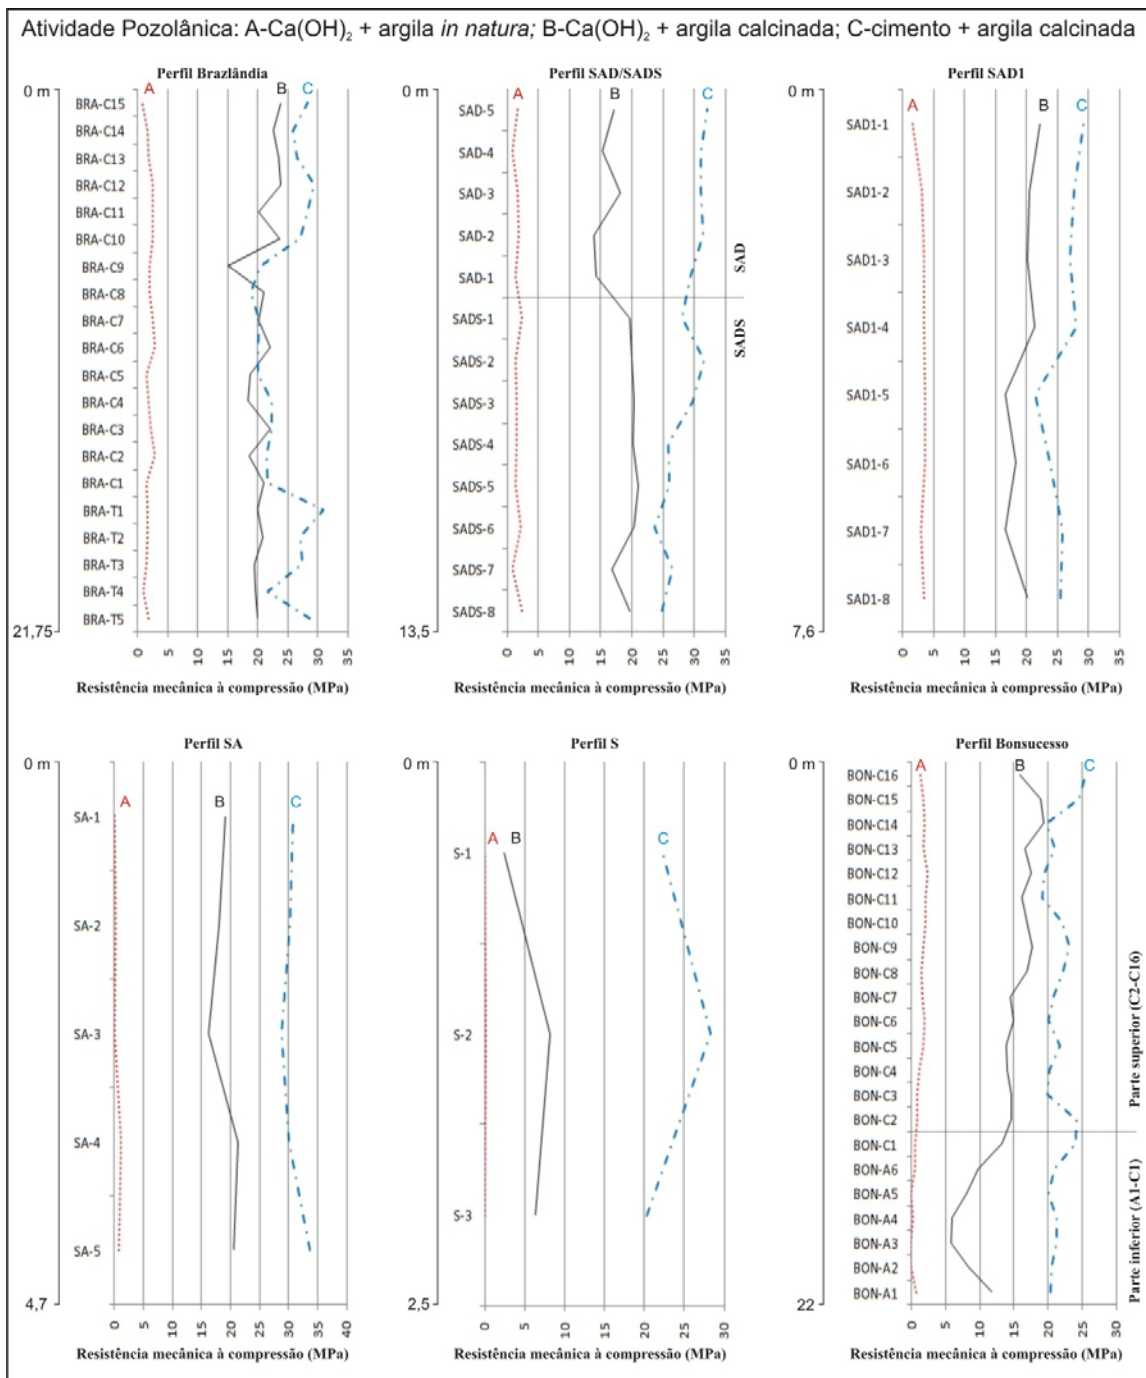 Atividade Pozolânica: A-Ca(OH)₂ + argila in natura; B-Ca(OH)₂ + argila calcinada; C-cimento + argila calcinada
Perfil Brazlândia
0 m
A
B
C
BRA-C15
BRA-C14
BRA-C13
BRA-C12
BRA-C11
BRA-C10
BRA-C9
BRA-C8
BRA-C7
BRA-C6
BRA-C5
BRA-C4
BRA-C3
BRA-C2
BRA-C1
BRA-T1
BRA-T2
BRA-T3
BRA-T4
BRA-T5
21,75
0 5 10 15 20 25 30 35
Resistência mecânica à compressão (MPa)
Perfil SAD/SADS
0 m
A
B
C
SAD-5
SAD-4
SAD-3
SAD-2
SAD-1
SADS-1
SADS-2
SADS-3
SADS-4
SADS-5
SADS-6
SADS-7
SADS-8
SAD
SADS
13,5
0 5 10 15 20 25 30 35
Resistência mecânica à compressão (MPa)
Perfil SAD1
0 m
A
B
C
SAD1-1
SAD1-2
SAD1-3
SAD1-4
SAD1-5
SAD1-6
SAD1-7
SAD1-8
7,6
0 5 10 15 20 25 30 35
Resistência mecânica à compressão (MPa)
Perfil SA
0 m
A
B
C
SA-1
SA-2
SA-3
SA-4
SA-5
4,7
0 5 10 15 20 25 30 35 40
Resistência mecânica à compressão (MPa)
Perfil S
0 m
A
B
C
S-1
S-2
S-3
2,5
0 5 10 15 20 25 30
Resistência mecânica à compressão (MPa)
Perfil Bonsucesso
0 m
A
B
C
BON-C16
BON-C15
BON-C14
BON-C13
BON-C12
BON-C11
BON-C10
BON-C9
BON-C8
BON-C7
BON-C6
BON-C5
BON-C4
BON-C3
BON-C2
BON-C1
BON-A6
BON-A5
BON-A4
BON-A3
BON-A2
BON-A1
Parte superior (C2-C16)
Parte inferior (A1-C1)
22
0 5 10 15 20 25 30
Resistência mecânica à compressão (MPa)